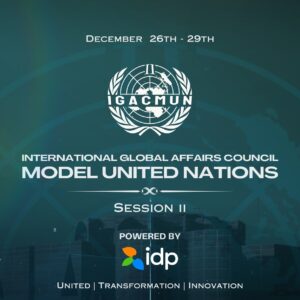 December 26th - 29th
II
IGACMUN
INTERNATIONAL GLOBAL AFFAIRS COUNCIL
MODEL UNITED NATIONS
Session II
POWERED BY
idp
United | Transformation | Innovation